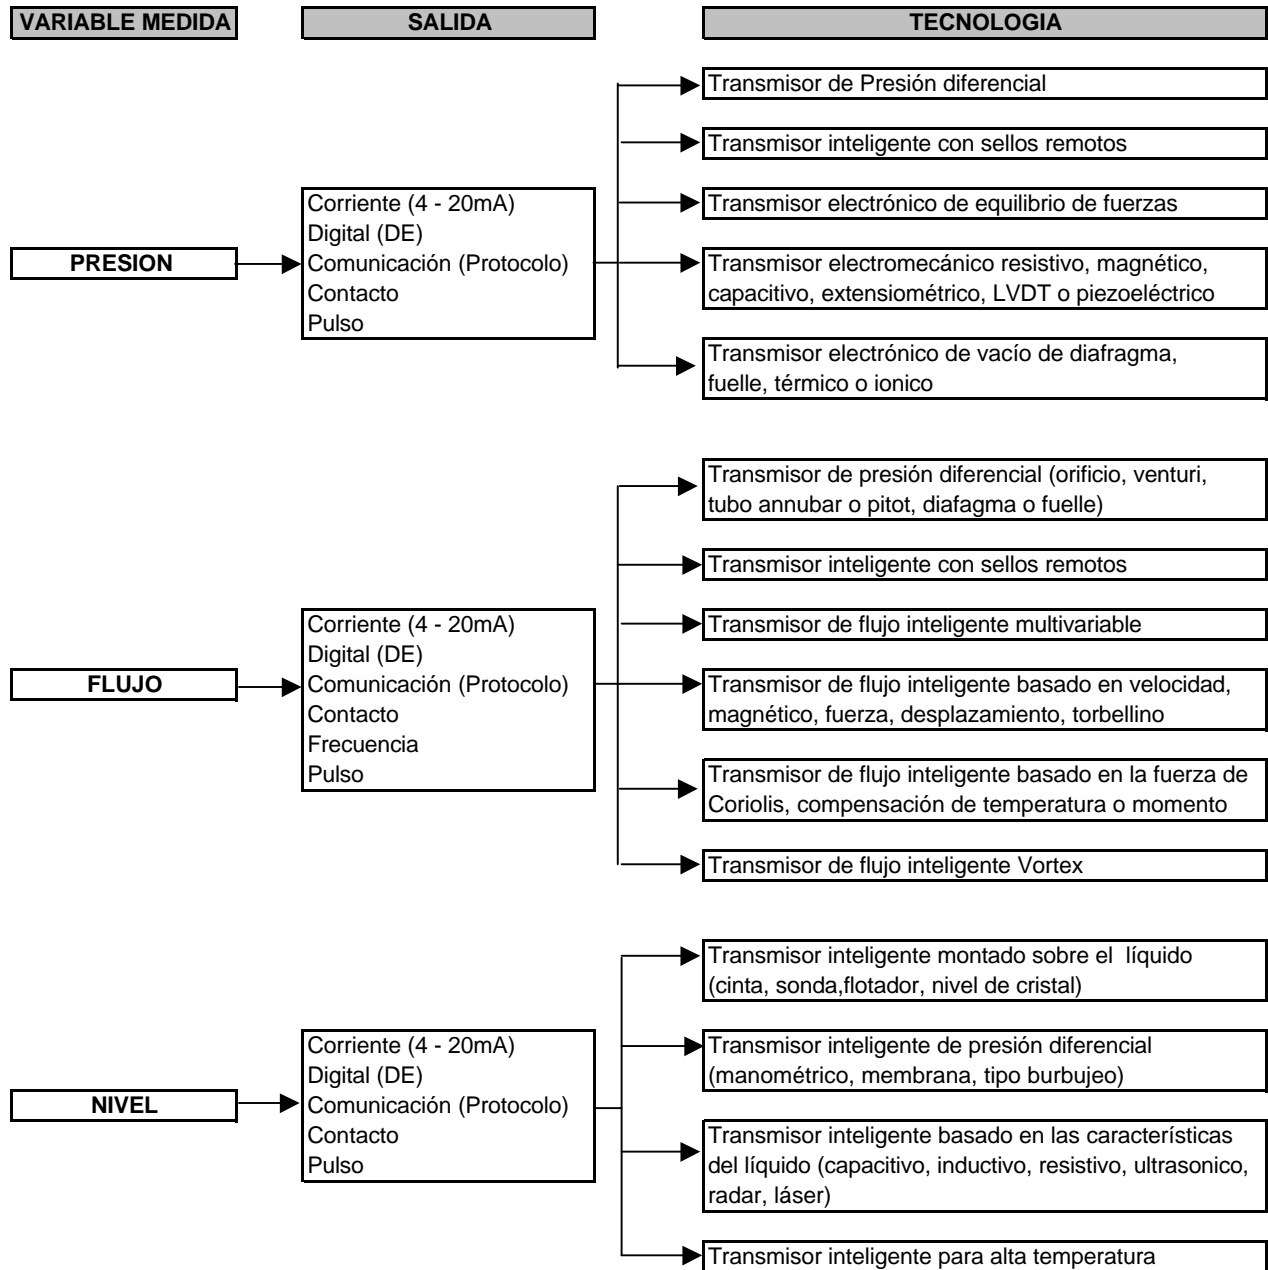 VARIABLE MEDIDA
SALIDA
TECNOLOGIA
PRESION
Corriente (4 - 20mA)
Digital (DE)
Comunicación (Protocolo)
Contacto
Pulso
Transmisor de Presión diferencial
Transmisor inteligente con sellos remotos
Transmisor electrónico de equilibrio de fuerzas
Transmisor electromecánico resistivo, magnético,
capacitivo, extensiométrico, LVDT o piezoeléctrico
Transmisor electrónico de vacío de diafragma,
fuelle, térmico o ionico
FLUJO
Corriente (4 - 20mA)
Digital (DE)
Comunicación (Protocolo)
Contacto
Frecuencia
Pulso
Transmisor de presión diferencial (orificio, venturi,
tubo annubar o pitot, diafagma o fuelle)
Transmisor inteligente con sellos remotos
Transmisor de flujo inteligente multivariable
Transmisor de flujo inteligente basado en velocidad,
magnético, fuerza, desplazamiento, torbellino
Transmisor de flujo inteligente basado en la fuerza de
Coriolis, compensación de temperatura o momento
Transmisor de flujo inteligente Vortex
NIVEL
Corriente (4 - 20mA)
Digital (DE)
Comunicación (Protocolo)
Contacto
Pulso
Transmisor inteligente montado sobre el  líquido
(cinta, sonda,flotador, nivel de cristal)
Transmisor inteligente de presión diferencial
(manométrico, membrana, tipo burbujeo)
Transmisor inteligente basado en las características
del líquido (capacitivo, inductivo, resistivo, ultrasonico,
radar, láser)
Transmisor inteligente para alta temperatura